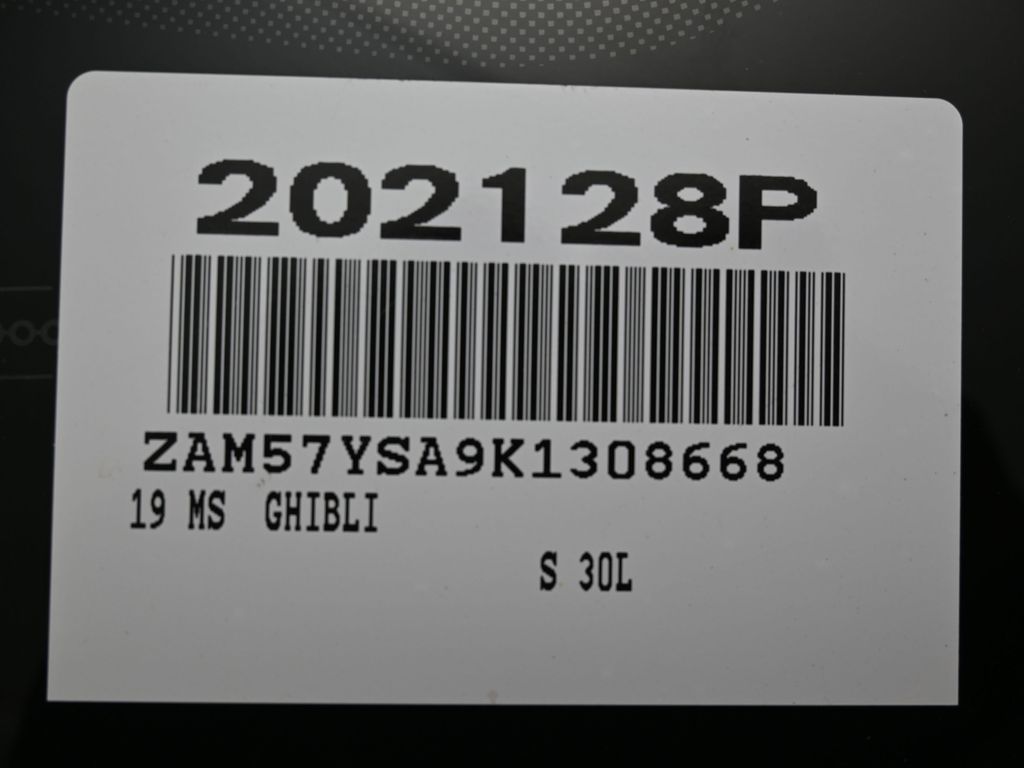 202128P
ZAM57YSA9K1308668
19 MS GHIBLI
S 30L